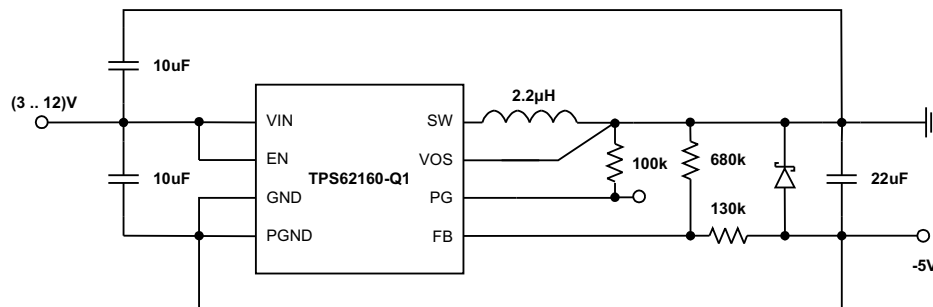 10uF
(3 .. 12)V
2.2µH
VIN
SW
EN
VOS
100k
680k
10uF
TPS62160-Q1
22uF
GND
PG
130k
PGND
FB
-5V